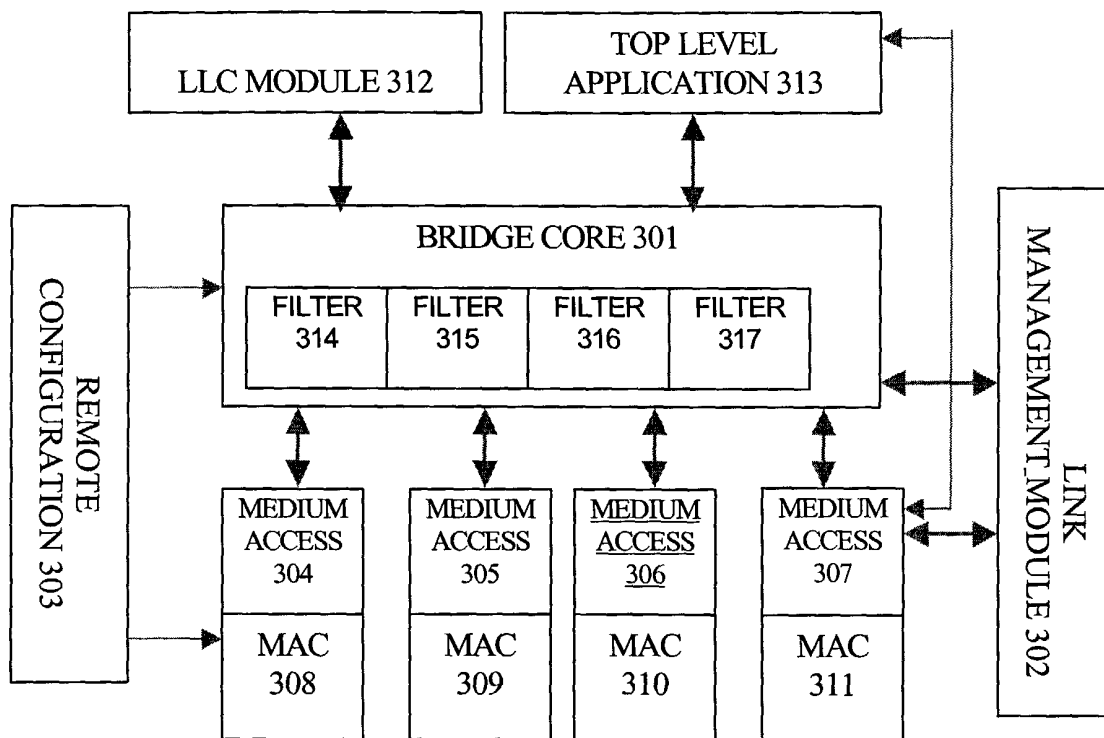 LLC MODULE 312
TOP LEVEL
APPLICATION 313
BRIDGE CORE 301
FILTER
314
FILTER
315
FILTER
316
FILTER
317
REMOTE
CONFIGURATION 303
LINK
MANAGEMENT_MODULE 302
MEDIUM
ACCESS
304
MEDIUM
ACCESS
305
MEDIUM
ACCESS
306
MEDIUM
ACCESS
307
MAC
308
MAC
309
MAC
310
MAC
311